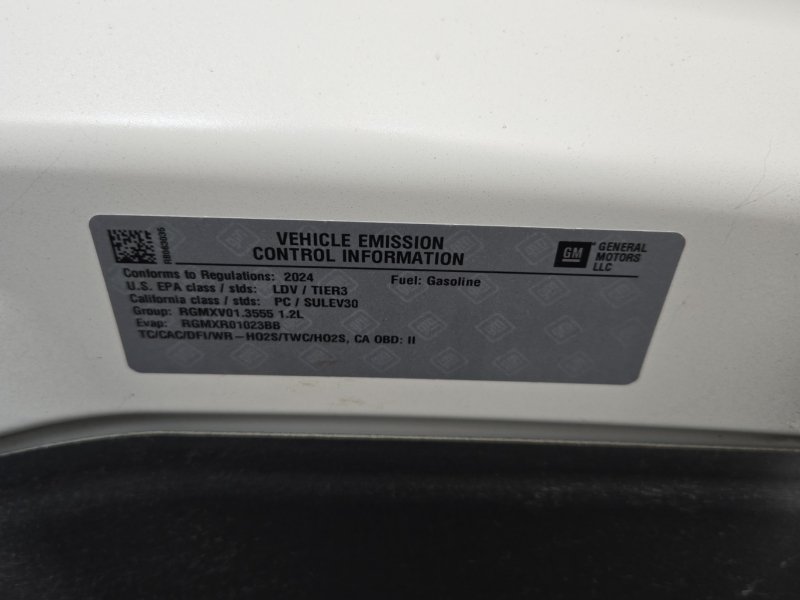 VEHICLE EMISSION
CONTROL INFORMATION
GM
GENERAL
MOTORS
LLC
Conforms to Regulations: 2024
Fuel: Gasoline
U.S. EPA class / stds: LDV / TIER3
California class / stds: PC / SULEV30
Group: RGMXV01.3555 1.2L
Evap: RGMXR01023BB
TC/CAC/DFI/WR-HO2S/TWC/HO2S, CA OBD: II